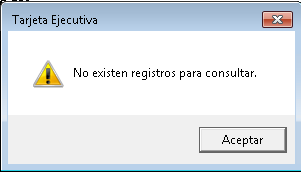 Tarjeta Ejecutiva
No existen registros para consultar.
Aceptar